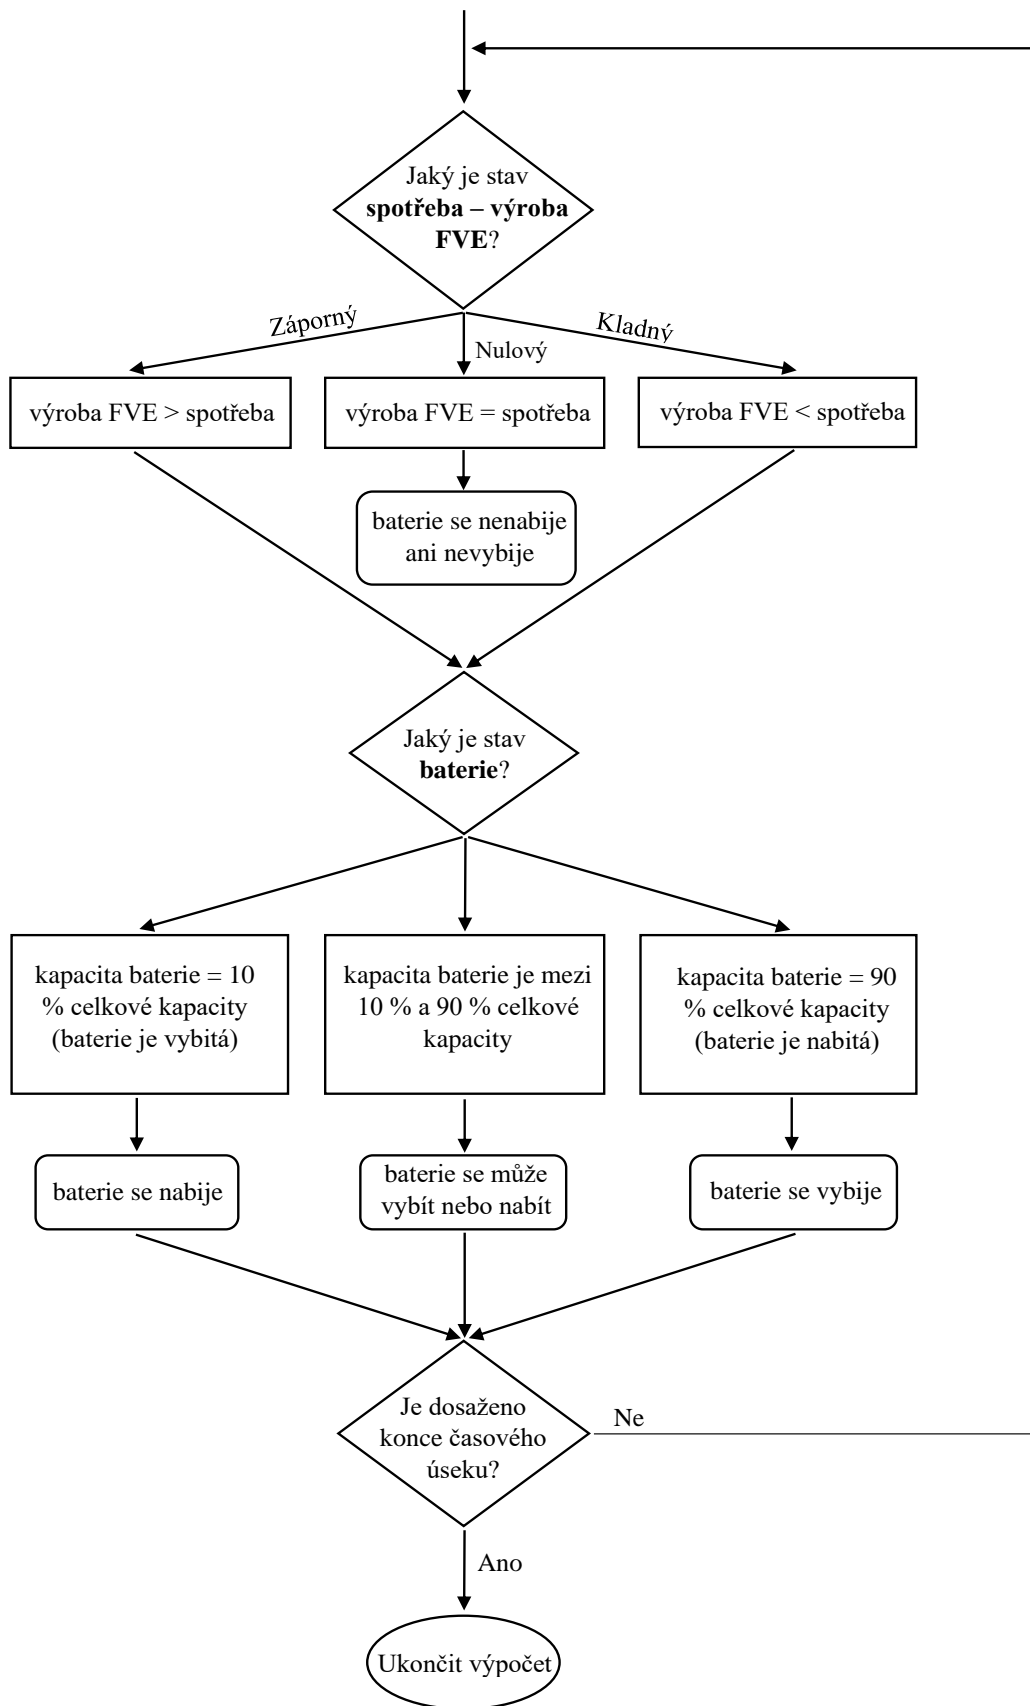 Jaký je stav
spotřeba – výroba
FVE?
Záporný
Nulový
Kladný
výroba FVE > spotřeba
výroba FVE = spotřeba
výroba FVE < spotřeba
baterie se nenabije
ani nevybije
Jaký je stav
baterie?
kapacita baterie = 10
% celkové kapacity
(baterie je vybitá)
kapacita baterie je mezi
10 % a 90 % celkové
kapacity
kapacita baterie = 90
% celkové kapacity
(baterie je nabitá)
baterie se nabije
baterie se může
vybít nebo nabít
baterie se vybije
Je dosaženo
konce časového
úseku?
Ne
Ano
Ukončit výpočet